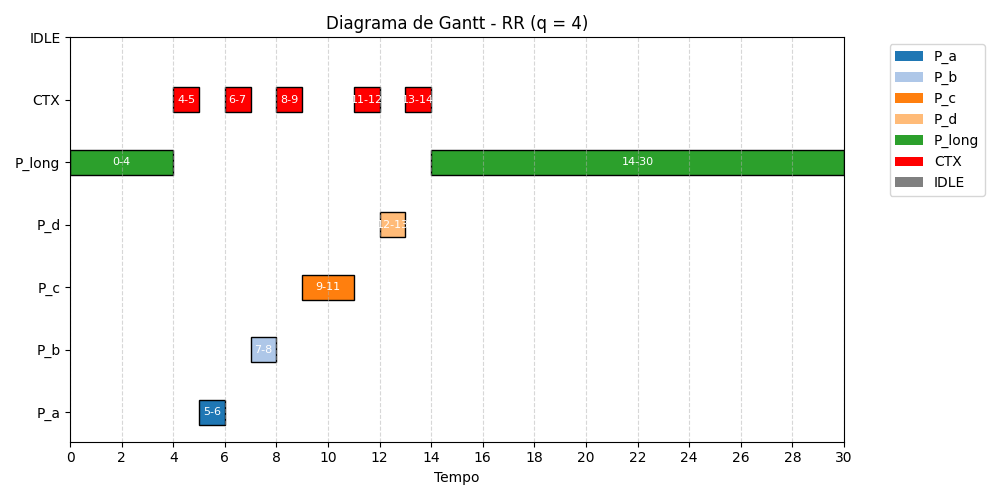 Diagrama de Gantt - RR (q = 4)
IDLE
CTX
4-5
6-7
8-9
11-12
13-14
P_long
0-4
14-30
P_d
12-13
P_c
9-11
P_b
7-8
P_a
5-6
0 2 4 6 8 10 12 14 16 18 20 22 24 26 28 30
Tempo
P_a
P_b
P_c
P_d
P_long
CTX
IDLE